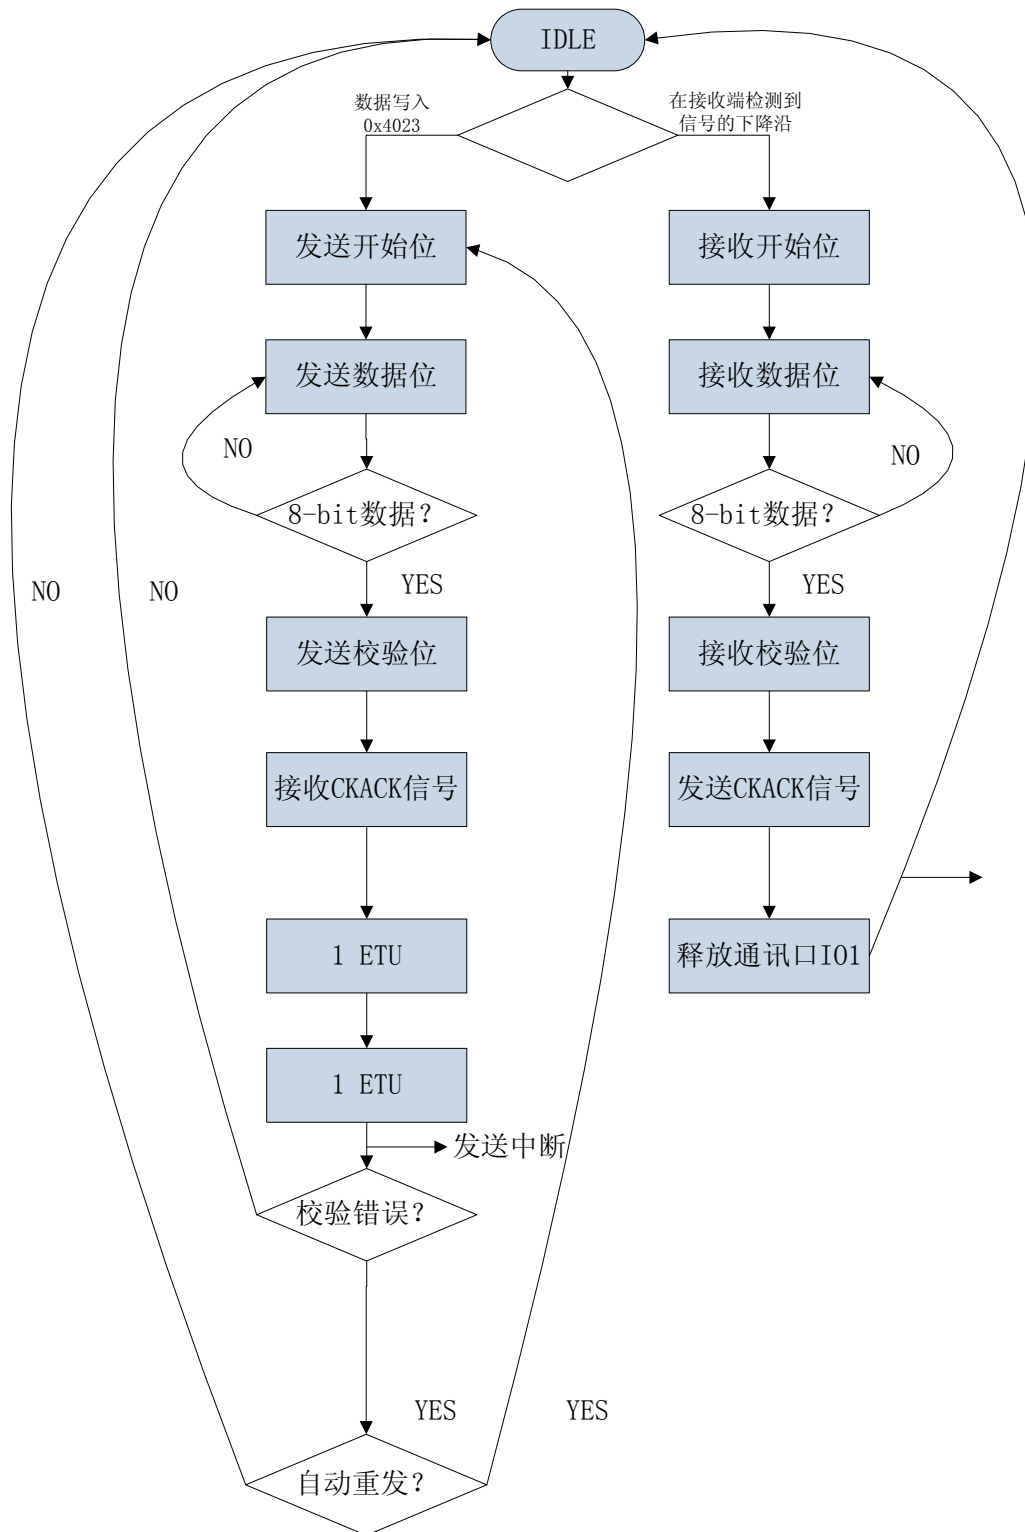 IDLE
数据写入
0x4023
在接收端检测到
信号的下降沿
发送开始位
接收开始位
发送数据位
接收数据位
NO
NO
8-bit数据?
8-bit数据?
YES
YES
NO
NO
发送校验位
接收校验位
接收CKACK信号
发送CKACK信号
1 ETU
释放通讯口IO1
1 ETU
发送中断
校验错误?
YES
YES
自动重发?